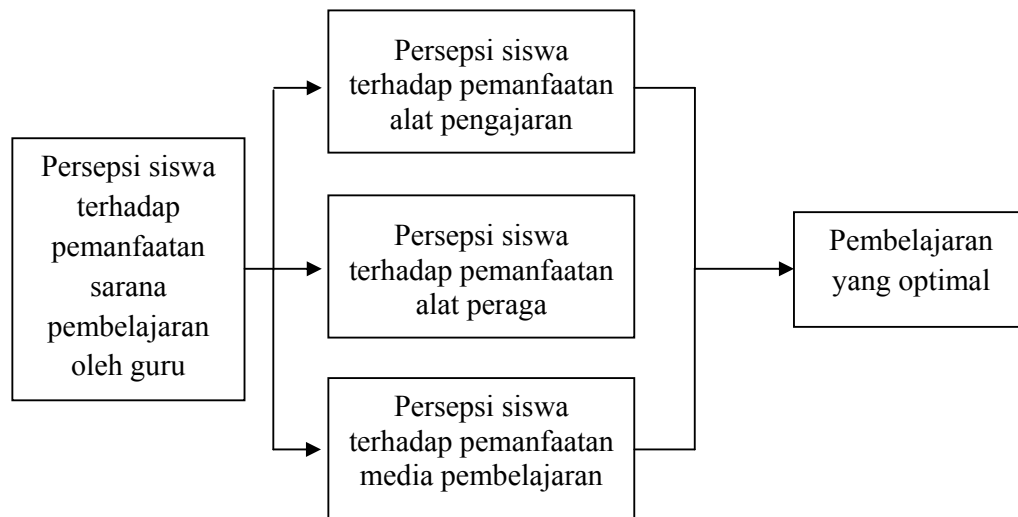 Persepsi siswa
terhadap
pemanfaatan
sarana
pembelajaran
oleh guru
Persepsi siswa
terhadap pemanfaatan
alat pengajaran
Persepsi siswa
terhadap pemanfaatan
alat peraga
Persepsi siswa
terhadap pemanfaatan
media pembelajaran
Pembelajaran
yang optimal